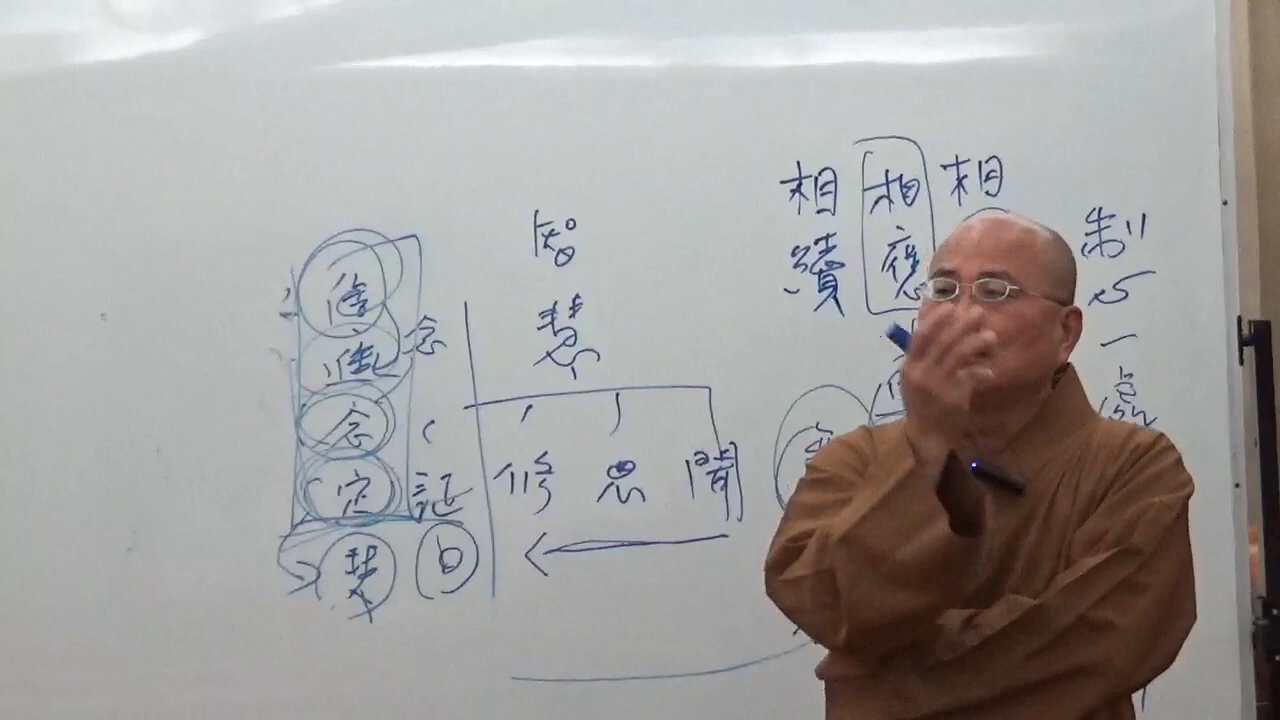 制心一處
相
相應
相續
智慧
聞
思
修
念
証
信
進
念
定
慧
b